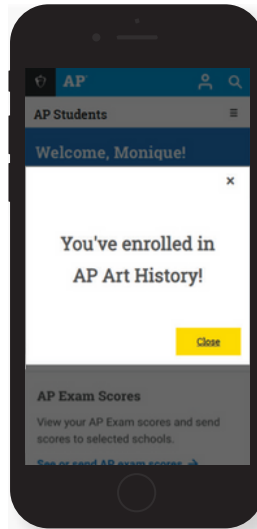 AP
AP Students
Welcome, Monique!
×
You've enrolled in
AP Art History!
Close
AP Exam Scores
View your AP Exam scores and send
scores to selected schools.
See or send AP exam scores →